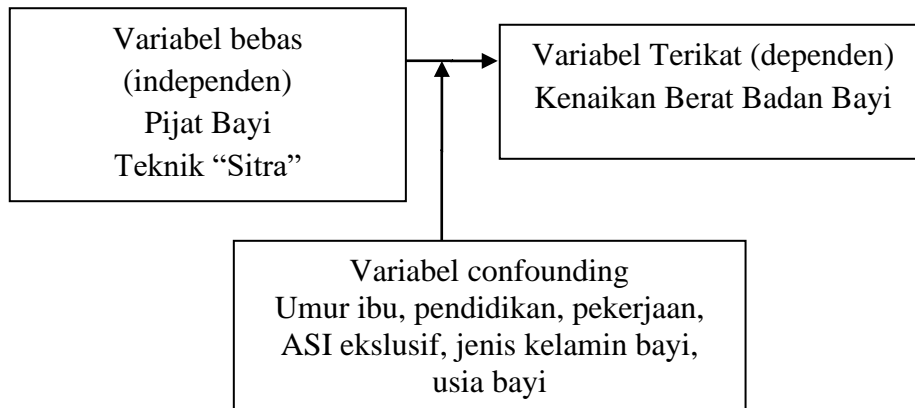 Variabel bebas
(independen)
Pijat Bayi
Teknik “Sitra”
Variabel Terikat (dependen)
Kenaikan Berat Badan Bayi
Variabel confounding
Umur ibu, pendidikan, pekerjaan,
ASI ekslusif, jenis kelamin bayi,
usia bayi